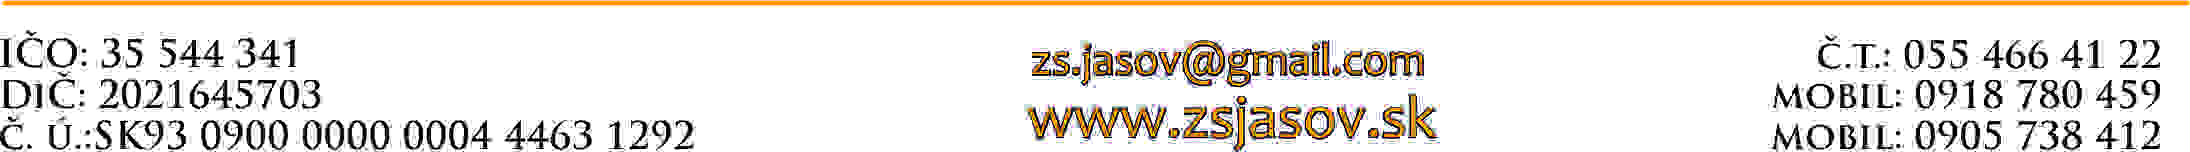 IČO: 35 544 341
DIČ: 2021645703
Č. Ú.:SK93 0900 0000 0004 4463 1292
zs.jasov@gmail.com
www.zsjasov.sk
Č.T.: 055 466 41 22
MOBIL: 0918 780 459
MOBIL: 0905 738 412